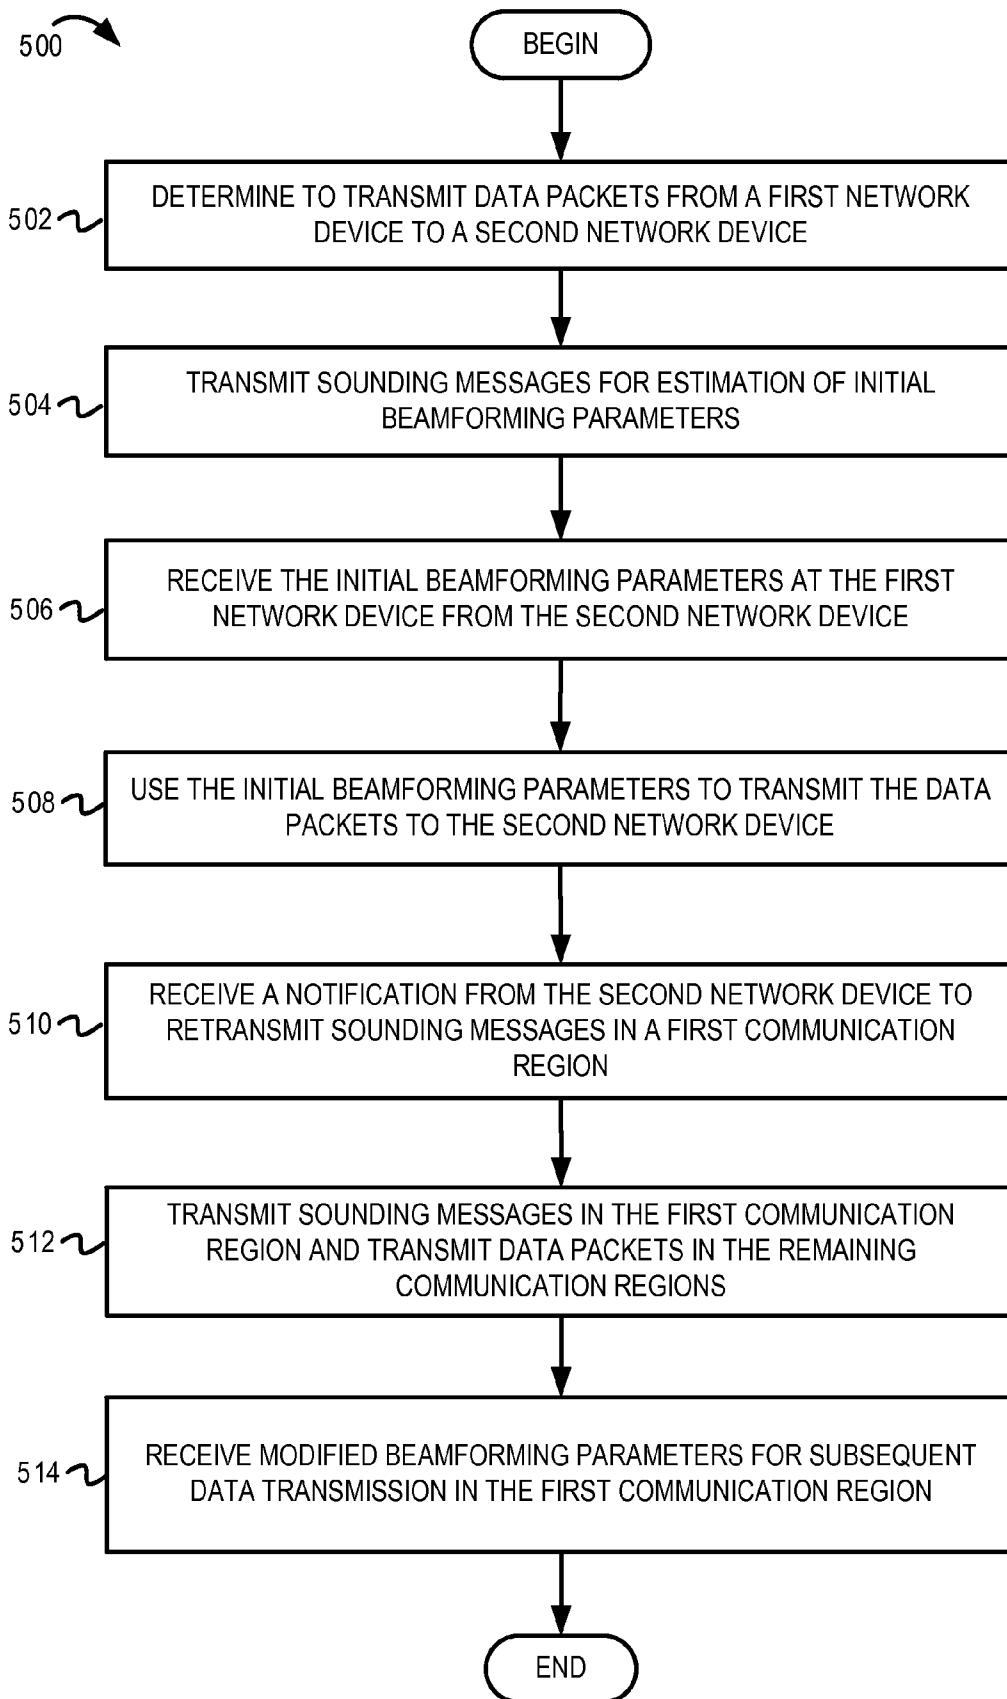 500
BEGIN
502
DETERMINE TO TRANSMIT DATA PACKETS FROM A FIRST NETWORK
DEVICE TO A SECOND NETWORK DEVICE
504
TRANSMIT SOUNDING MESSAGES FOR ESTIMATION OF INITIAL
BEAMFORMING PARAMETERS
506
RECEIVE THE INITIAL BEAMFORMING PARAMETERS AT THE FIRST
NETWORK DEVICE FROM THE SECOND NETWORK DEVICE
508
USE THE INITIAL BEAMFORMING PARAMETERS TO TRANSMIT THE DATA
PACKETS TO THE SECOND NETWORK DEVICE
510
RECEIVE A NOTIFICATION FROM THE SECOND NETWORK DEVICE TO
RETRANSMIT SOUNDING MESSAGES IN A FIRST COMMUNICATION
REGION
512
TRANSMIT SOUNDING MESSAGES IN THE FIRST COMMUNICATION
REGION AND TRANSMIT DATA PACKETS IN THE REMAINING
COMMUNICATION REGIONS
514
RECEIVE MODIFIED BEAMFORMING PARAMETERS FOR SUBSEQUENT
DATA TRANSMISSION IN THE FIRST COMMUNICATION REGION
END